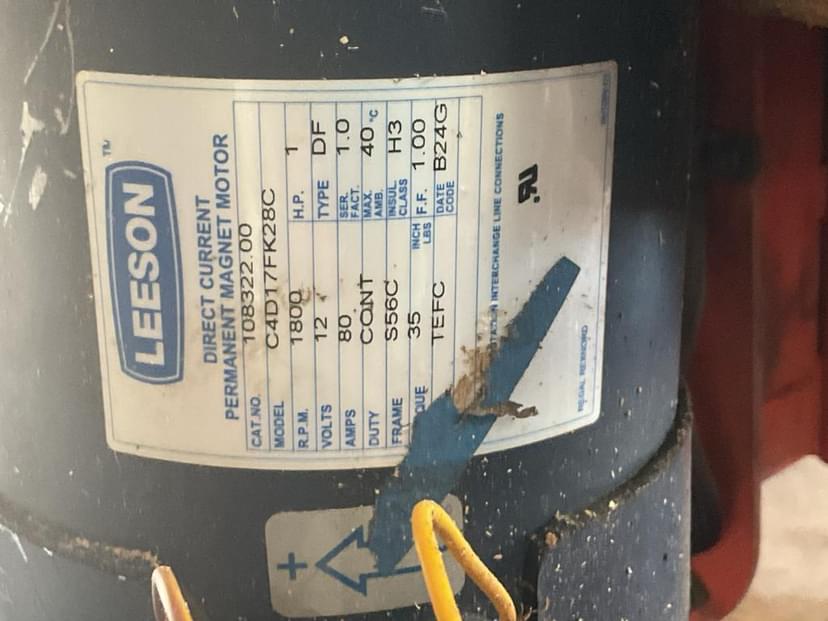 LEESON
TM
DIRECT CURRENT
PERMANENT MAGNET MOTOR
CAT.NO. 108322.00
MODEL C4D17FK28C
R.P.M. 1800 H.P. 1
VOLTS 12 TYPE DF
AMPS 80 SER. FACT. 1.0
DUTY CONT MAX. AMB. 40 °C
FRAME S56C INSUL CLASS H3
QUE 35 INCH LBS F.F. 1.00
TEFC DATE CODE B24G
INTERCHANGE LINE CONNECTIONS
REGAL REXNORD
+